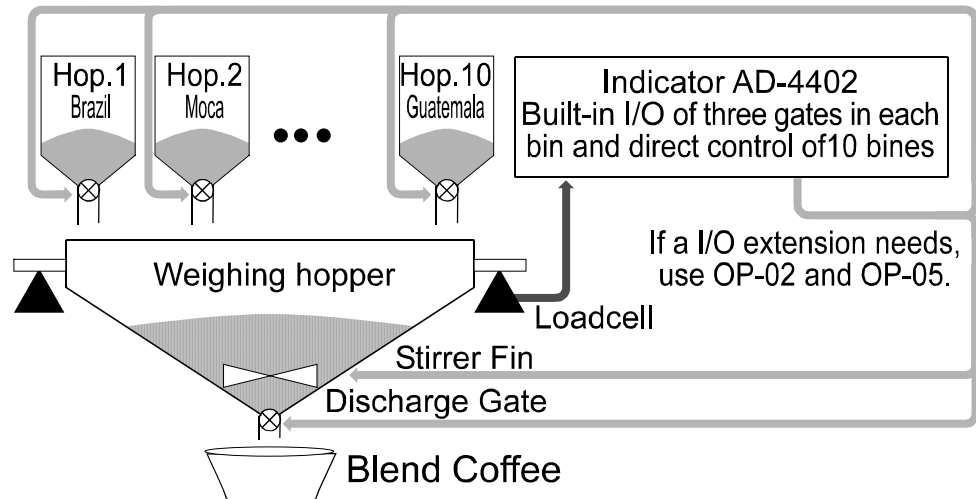 Hop.1
Brazil
Hop.2
Moca
Hop.10
Guatemala
Indicator AD-4402
Built-in I/O of three gates in each
bin and direct control of10 bines
If a I/O extension needs,
use OP-02 and OP-05.
Weighing hopper
Loadcell
Stirrer Fin
Discharge Gate
Blend Coffee